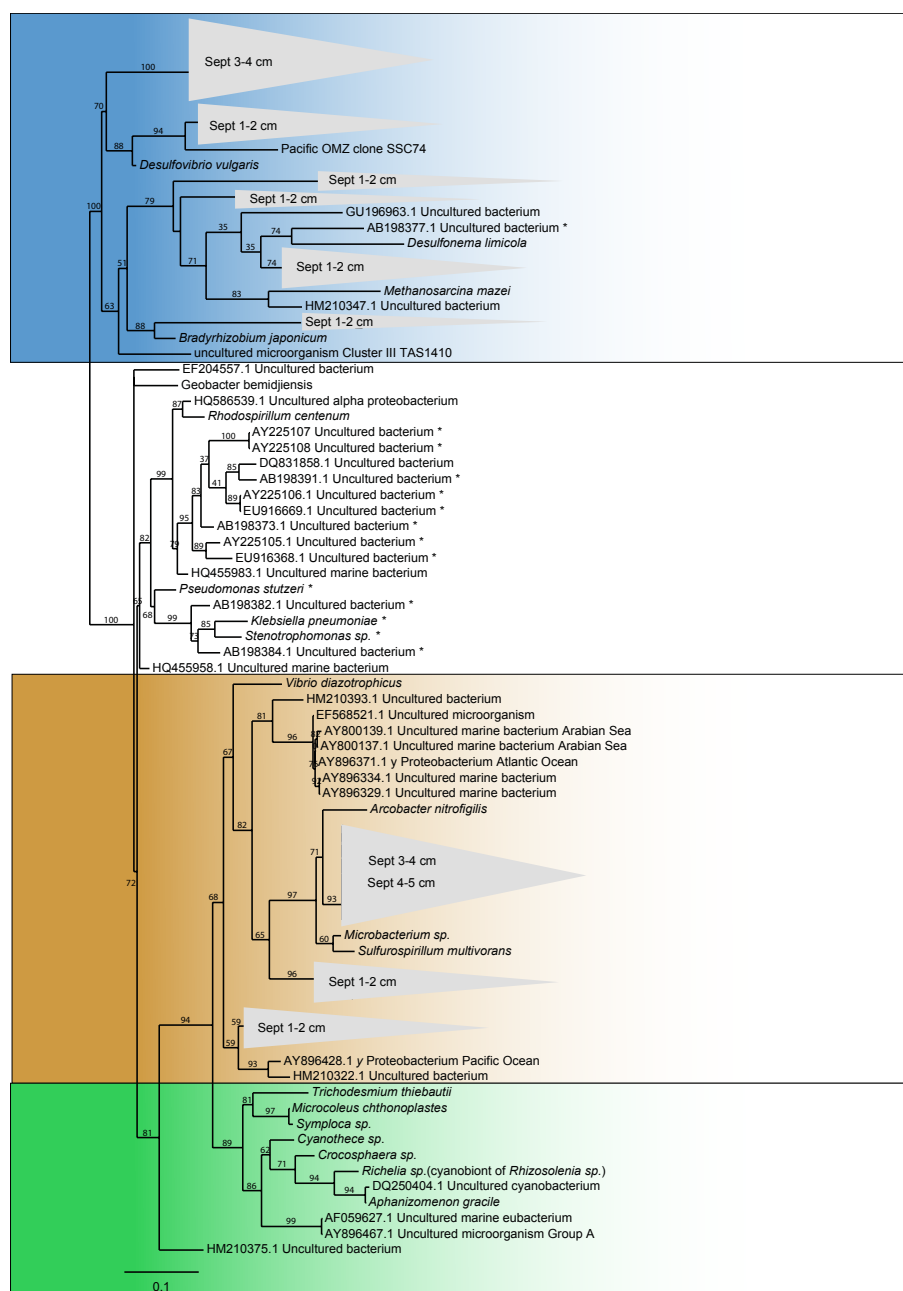 Sept 3-4 cm
100
70
Sept 1-2 cm
94
Pacific OMZ clone SSC74
88
Desulfovibrio vulgaris
Sept 1-2 cm
79
Sept 1-2 cm
100
GU196963.1 Uncultured bacterium
35
AB198377.1 Uncultured bacterium *
74
Desulfonema limicola
35
71
74
Sept 1-2 cm
51
Methanosarcina mazei
83
HM210347.1 Uncultured bacterium
63
Sept 1-2 cm
88
Bradyrhizobium japonicum
uncultured microorganism Cluster III TAS1410
EF204557.1 Uncultured bacterium
Geobacter bemidjiensis
HQ586539.1 Uncultured alpha proteobacterium
87
Rhodospirillum centenum
AY225107 Uncultured bacterium *
100
AY225108 Uncultured bacterium *
37
DQ831858.1 Uncultured bacterium
85
99
AB198391.1 Uncultured bacterium *
41
83
AY225106.1 Uncultured bacterium *
89
EU916669.1 Uncultured bacterium *
95
AB198373.1 Uncultured bacterium *
82
79
AY225105.1 Uncultured bacterium *
89
EU916368.1 Uncultured bacterium *
HQ455983.1 Uncultured marine bacterium
Pseudomonas stutzeri *
65
68
AB198382.1 Uncultured bacterium *
99
100
Klebsiella pneumoniae *
85
73
Stenotrophomonas sp. *
AB198384.1 Uncultured bacterium *
HQ455958.1 Uncultured marine bacterium
Vibrio diazotrophicus
HM210393.1 Uncultured bacterium
81
EF568521.1 Uncultured microorganism
96
AY800139.1 Uncultured marine bacterium Arabian Sea
AY800137.1 Uncultured marine bacterium Arabian Sea
67
AY896371.1 y Proteobacterium Atlantic Ocean
AY896334.1 Uncultured marine bacterium
AY896329.1 Uncultured marine bacterium
Arcobacter nitrofigilis
82
71
Sept 3-4 cm
Sept 4-5 cm
72
97
93
68
65
60
Microbacterium sp.
Sulfurospirillum multivorans
96
Sept 1-2 cm
94
59
Sept 1-2 cm
59
AY896428.1 y Proteobacterium Pacific Ocean
93
HM210322.1 Uncultured bacterium
Trichodesmium thiebautii
81
97
Microcoleus chthonoplastes
Symploca sp.
81
89
Cyanothece sp.
62
Crocosphaera sp.
71
Richelia sp.(cyanobiont of Rhizosolenia sp.)
94
86
DQ250404.1 Uncultured cyanobacterium
94
Aphanizomenon gracile
AF059627.1 Uncultured marine eubacterium
99
AY896467.1 Uncultured microorganism Group A
HM210375.1 Uncultured bacterium
0.1